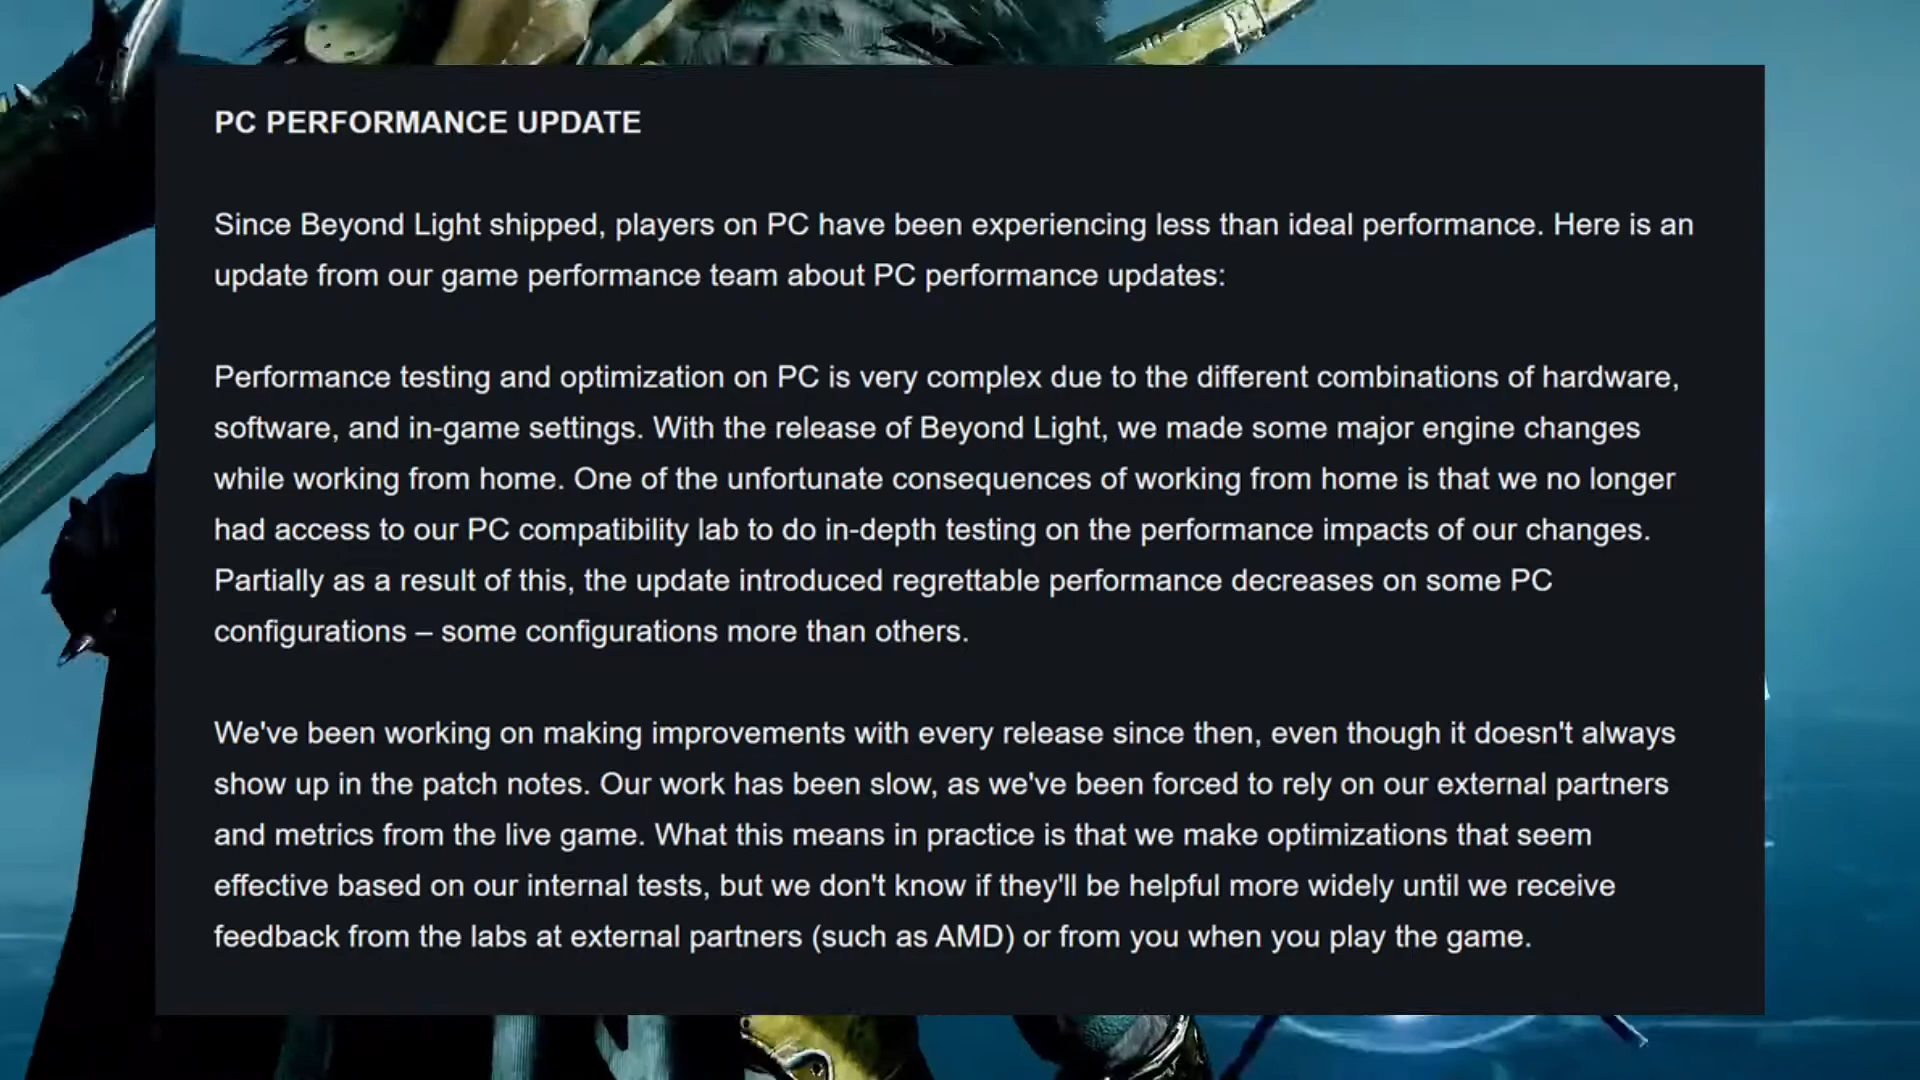 PC PERFORMANCE UPDATE
Since Beyond Light shipped, players on PC have been experiencing less than ideal performance. Here is an
update from our game performance team about PC performance updates:
Performance testing and optimization on PC is very complex due to the different combinations of hardware,
software, and in-game settings. With the release of Beyond Light, we made some major engine changes
while working from home. One of the unfortunate consequences of working from home is that we no longer
had access to our PC compatibility lab to do in-depth testing on the performance impacts of our changes.
Partially as a result of this, the update introduced regrettable performance decreases on some PC
configurations – some configurations more than others.
We've been working on making improvements with every release since then, even though it doesn't always
show up in the patch notes. Our work has been slow, as we've been forced to rely on our external partners
and metrics from the live game. What this means in practice is that we make optimizations that seem
effective based on our internal tests, but we don't know if they'll be helpful more widely until we receive
feedback from the labs at external partners (such as AMD) or from you when you play the game.